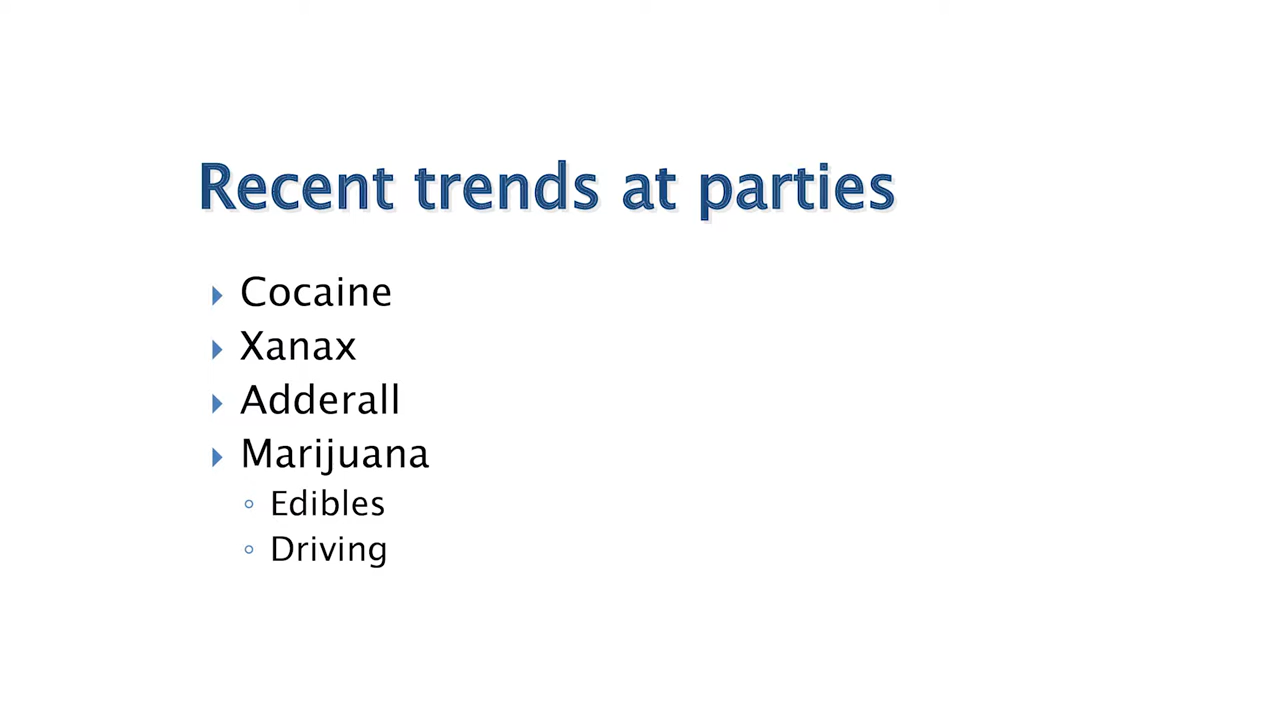 Recent trends at parties
Cocaine
Xanax
Adderall
Marijuana
Edibles
Driving